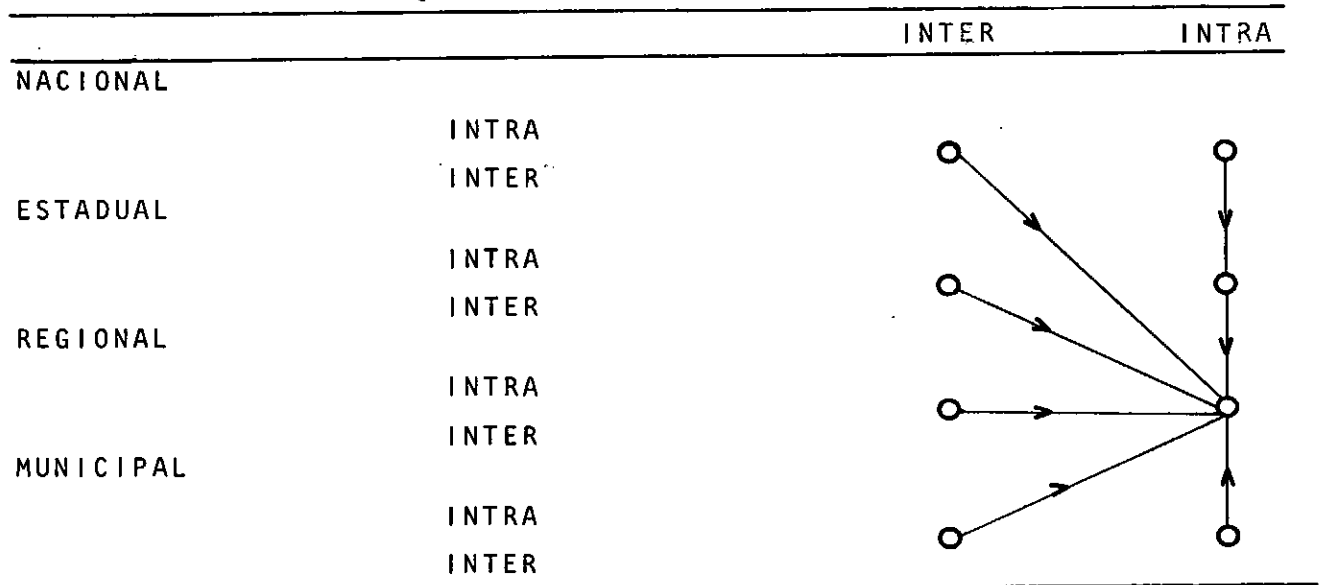 INTER INTRA
NACIONAL
INTRA
INTER
ESTADUAL
INTRA
INTER
REGIONAL
INTRA
INTER
MUNICIPAL
INTRA
INTER